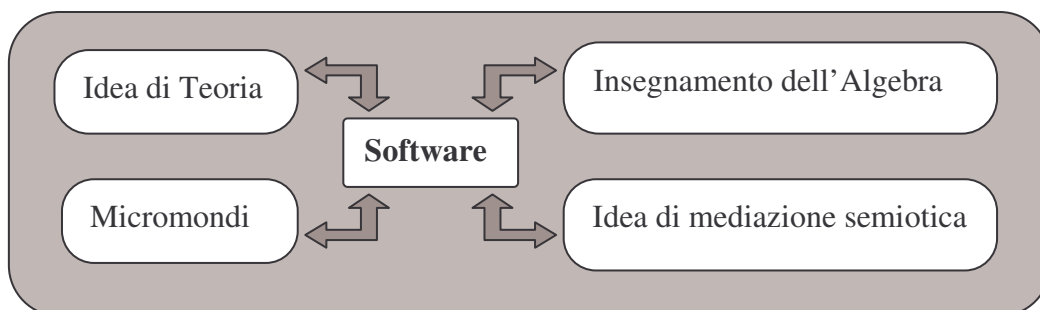 Idea di Teoria
Insegnamento dell’Algebra
Software
Micromondi
Idea di mediazione semiotica